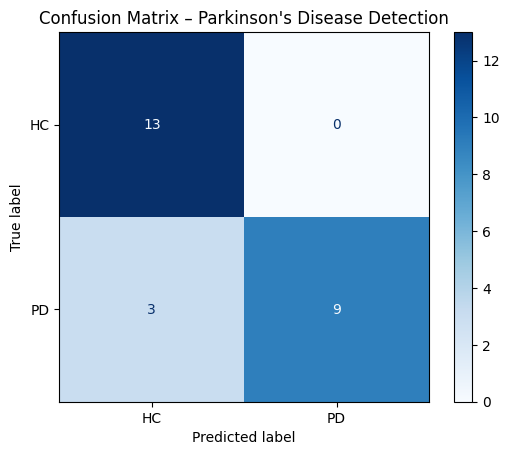 Confusion Matrix – Parkinson's Disease Detection
True label
HC
13
0
PD
3
9
HC
PD
Predicted label
12
10
8
6
4
2
0